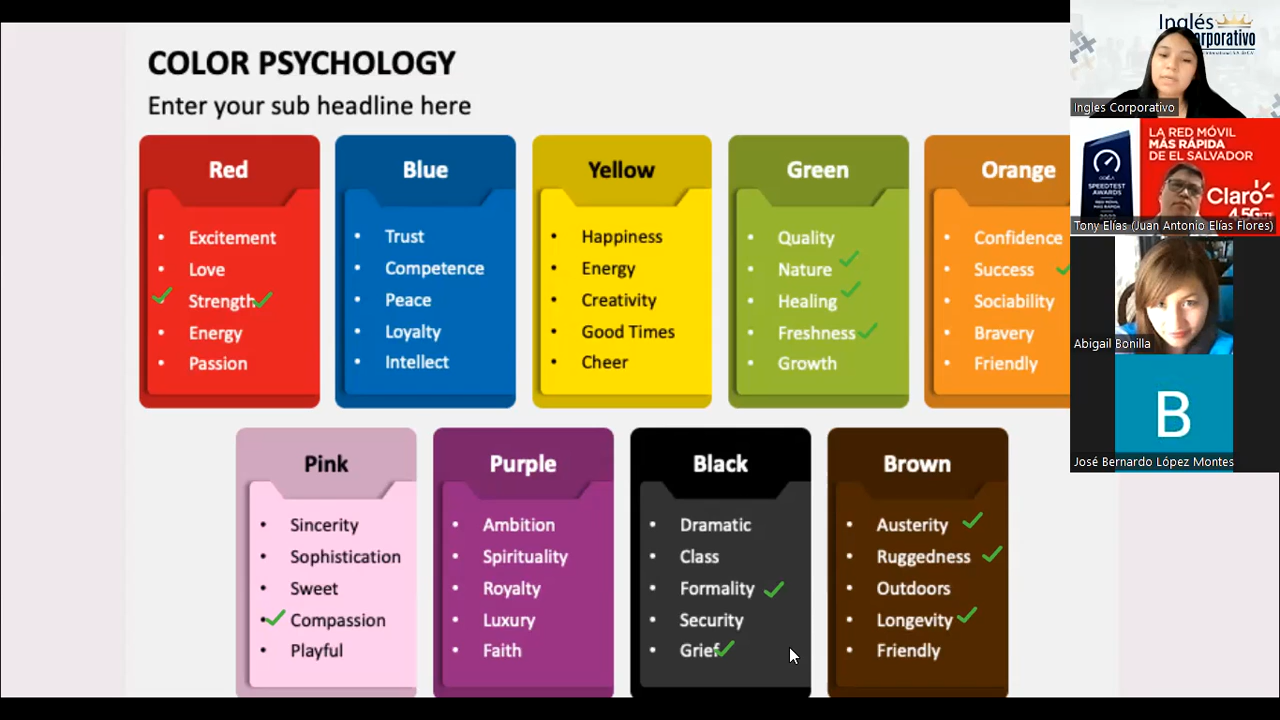 COLOR PSYCHOLOGY
Enter your sub headline here
Red
• Excitement
• Love
• Strength
• Energy
• Passion
Blue
• Trust
• Competence
• Peace
• Loyalty
• Intellect
Yellow
• Happiness
• Energy
• Creativity
• Good Times
• Cheer
Green
• Quality
• Nature
• Healing
• Freshness
• Growth
Orange
• Confidence
• Success
• Sociability
• Bravery
• Friendly
Pink
• Sincerity
• Sophistication
• Sweet
• Compassion
• Playful
Purple
• Ambition
• Spirituality
• Royalty
• Luxury
• Faith
Black
• Dramatic
• Class
• Formality
• Security
• Grief
Brown
• Austerity
• Ruggedness
• Outdoors
• Longevity
• Friendly
Inglés
orporativo
Ingles Corporativo
LA RED MÓVIL
MÁS RÁPIDA
DE EL SALVADOR
SPEEDTEST
AWARDS
Claro
4.5G
Tony Elías (Juan Antonio Elías Flores)
Abigail Bonilla
B
José Bernardo López Montes